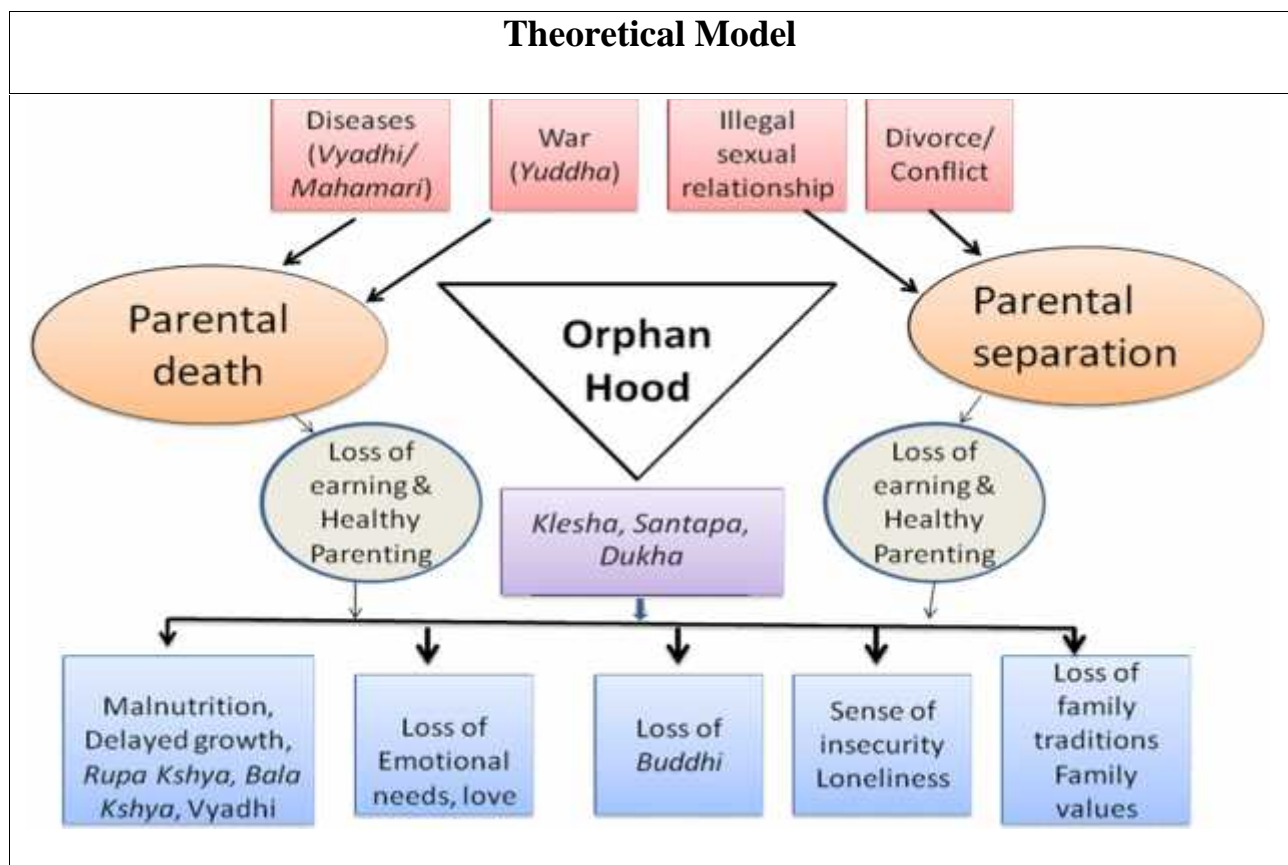 Theoretical Model
Diseases
(Vyadhi/
Mahamari)
War
(Yuddha)
Illegal
sexual
relationship
Divorce/
Conflict
Parental
death
Orphan
Hood
Parental
separation
Loss of
earning &
Healthy
Parenting
Klesha, Santapa,
Dukha
Loss of
earning &
Healthy
Parenting
Malnutrition,
Delayed growth,
Rupa Kshya, Bala
Kshya, Vyadhi
Loss of
Emotional
needs, love
Loss of
Buddhi
Sense of
insecurity
Loneliness
Loss of
family
traditions
Family
values